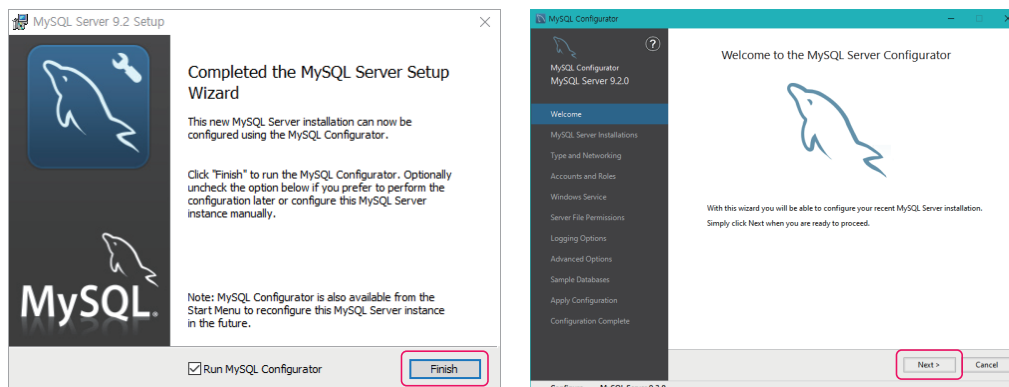 MySQL Server 9.2 Setup
Completed the MySQL Server Setup
Wizard
This new MySQL Server installation can now be
configured using the MySQL Configurator.
Click "Finish" to run the MySQL Configurator. Optionally
uncheck the option below if you prefer to perform the
configuration later or configure this MySQL Server
instance manually.
MySQL.
Note: MySQL Configurator is also available from the
Start Menu to reconfigure this MySQL Server instance
in the future.
Run MySQL Configurator
Finish
MySQL Configurator
?
MySQL Configurator
MySQL Server 9.2.0
Welcome
MySQL Server Installations
Type and Networking
Accounts and Roles
Windows Service
Server File Permissions
Logging Options
Advanced Options
Sample Databases
Apply Configuration
Configuration Complete
Welcome to the MySQL Server Configurator
With this wizard you will be able to configure your recent MySQL Server installation.
Simply click Next when you are ready to proceed.
Next >
Cancel